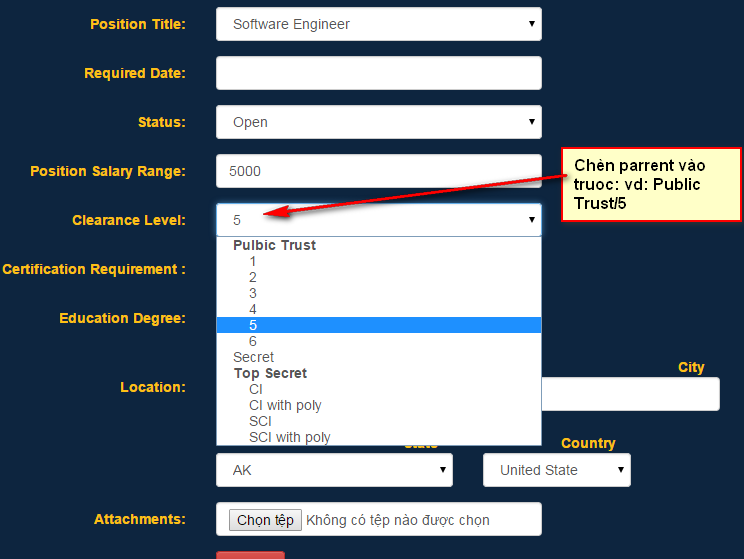 Position Title:
Software Engineer
Required Date:
Status:
Open
Position Salary Range:
5000
Chèn parrent vào
truoc: vd: Public
Trust/5
Clearance Level:
5
Pulbic Trust
1
Certification Requirement :
2
3
4
Education Degree:
5
6
Secret
City
Top Secret
Location:
CI
CI with poly
SCI
SCI with poly
State
Country
AK
United State
Attachments:
Chọn tệp Không có tệp nào được chọn